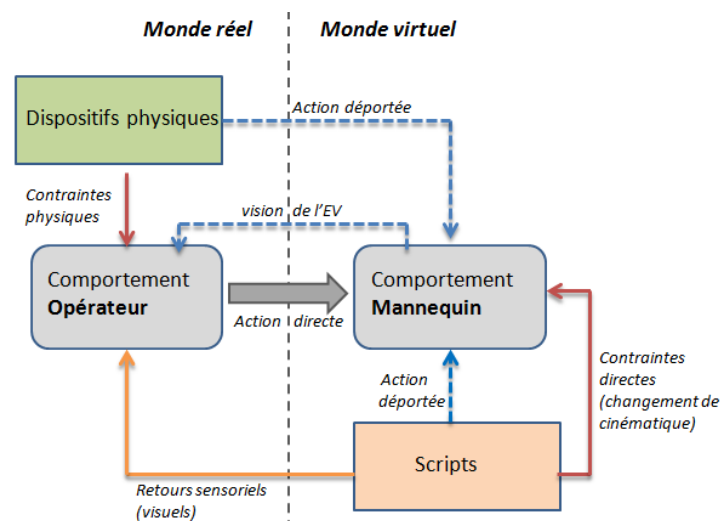 Monde réel
Monde virtuel
Dispositifs physiques
Action déportée
Contraintes
physiques
vision de l'EV
Comportement
Opérateur
Action directe
Comportement
Mannequin
Action
déportée
Contraintes
directes
(changement de
cinématique)
Scripts
Retours sensoriels
(visuels)